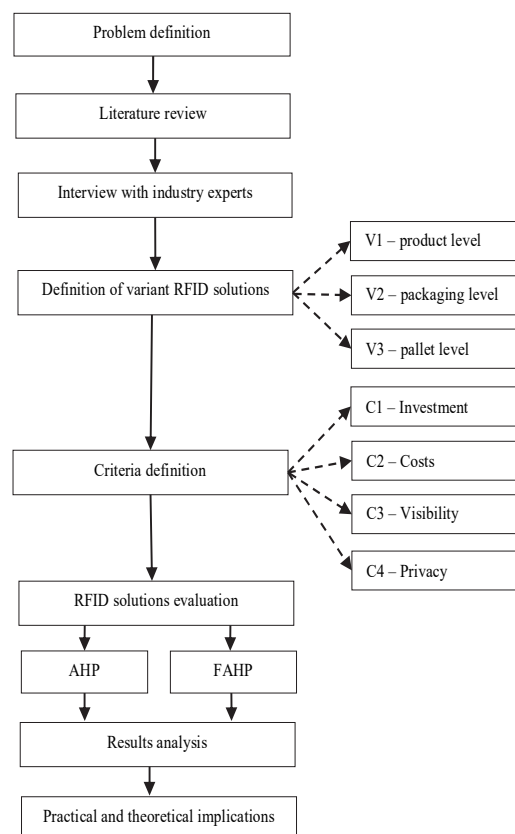 Problem definition
Literature review
Interview with industry experts
Definition of variant RFID solutions
V1 – product level
V2 – packaging level
V3 – pallet level
Criteria definition
C1 – Investment
C2 – Costs
C3 – Visibility
C4 – Privacy
RFID solutions evaluation
AHP
FAHP
Results analysis
Practical and theoretical implications